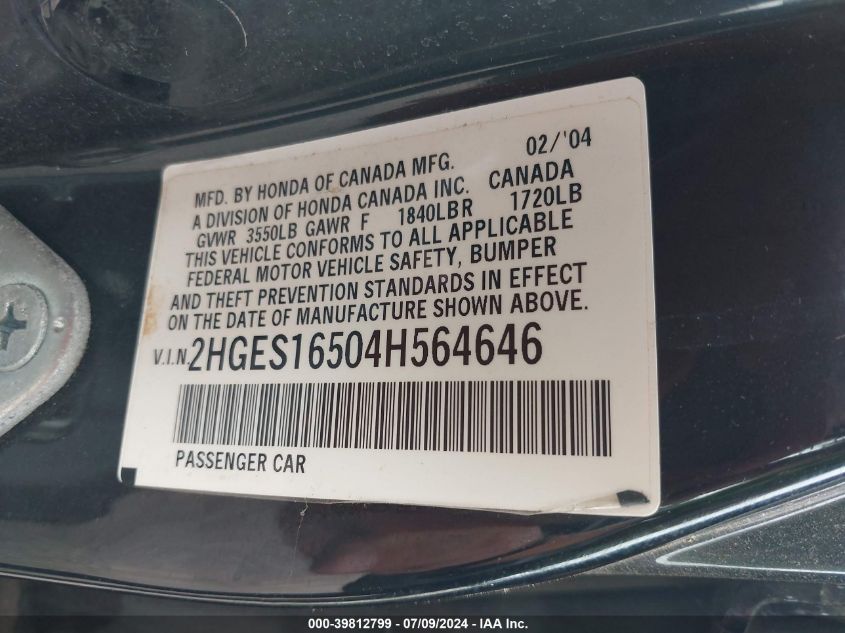 02/'04
MFD. BY HONDA OF CANADA MFG.
A DIVISION OF HONDA CANADA INC. CANADA
GVWR 3550LB GAWR F 1840LB R 1720LB
THIS VEHICLE CONFORMS TO ALL APPLICABLE
FEDERAL MOTOR VEHICLE SAFETY, BUMPER
AND THEFT PREVENTION STANDARDS IN EFFECT
ON THE DATE OF MANUFACTURE SHOWN ABOVE.
V.I.N. 2HGES16504H564646
PASSENGER CAR
000-39812799 - 07/09/2024 - IAA Inc.